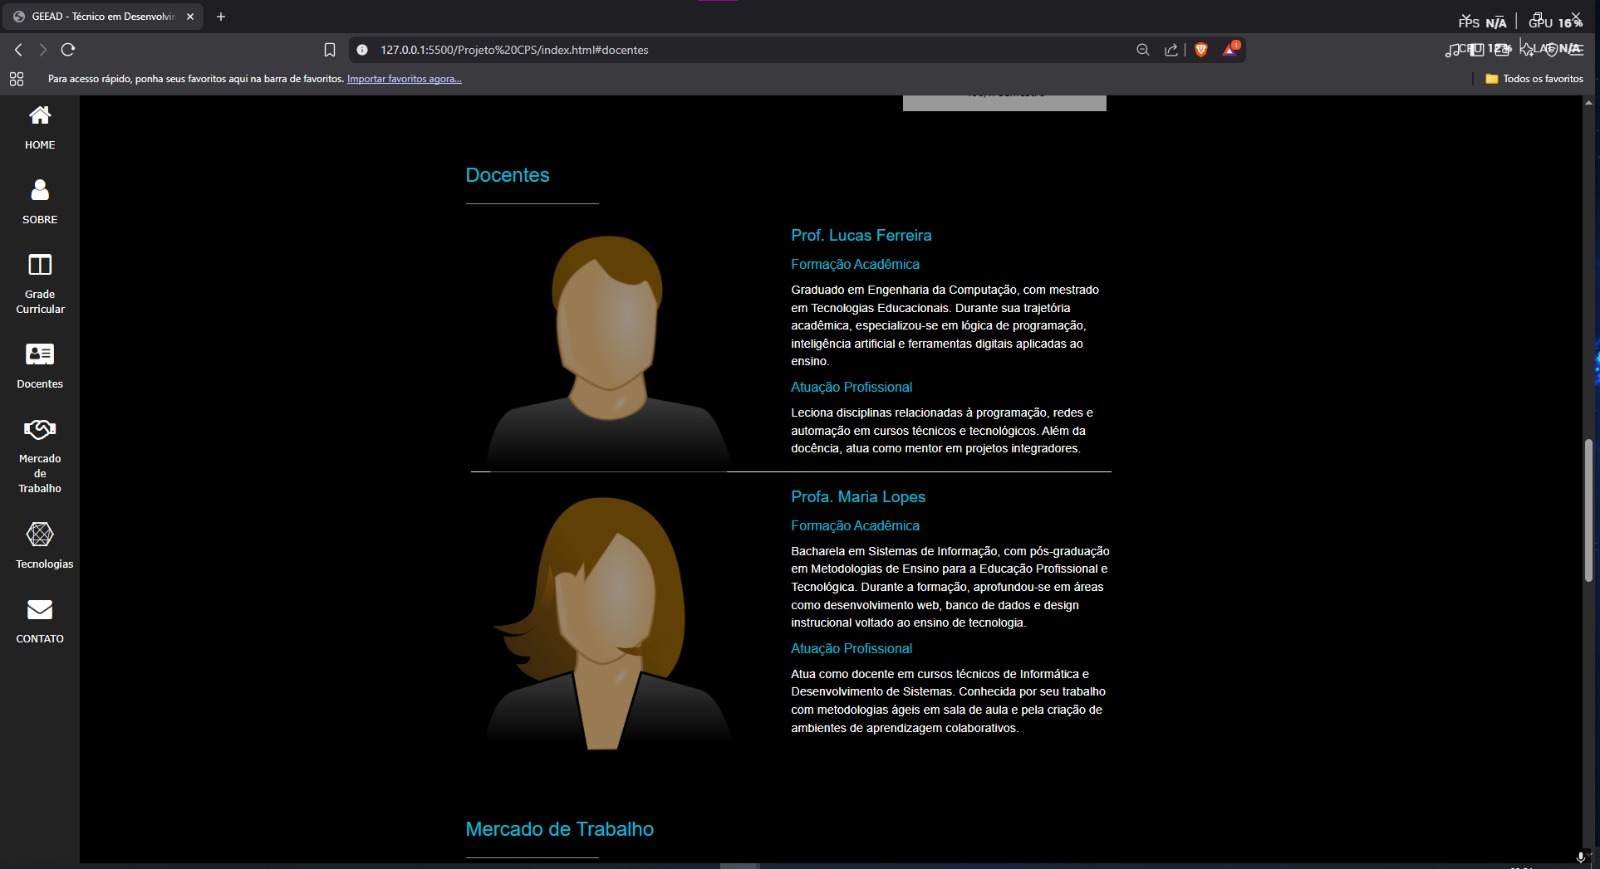 GEEAD - Técnico em Desenvolvi
FPS N/A GPU 16%
127.0.0.1:5500/Projeto%20CPS/index.html#docentes
1
CPU 12% LAT N/A
Para acesso rápido, ponha seus favoritos aqui na barra de favoritos. Importar favoritos agora...
Todos os favoritos
HOME
SOBRE
Grade
Curricular
Docentes
Mercado
de
Trabalho
Tecnologias
CONTATO
Docentes
Prof. Lucas Ferreira
Formação Acadêmica
Graduado em Engenharia da Computação, com mestrado
em Tecnologias Educacionais. Durante sua trajetória
acadêmica, especializou-se em lógica de programação,
inteligência artificial e ferramentas digitais aplicadas ao
ensino.
Atuação Profissional
Leciona disciplinas relacionadas à programação, redes e
automação em cursos técnicos e tecnológicos. Além da
docência, atua como mentor em projetos integradores.
Profa. Maria Lopes
Formação Acadêmica
Bacharela em Sistemas de Informação, com pós-graduação
em Metodologias de Ensino para a Educação Profissional e
Tecnológica. Durante a formação, aprofundou-se em áreas
como desenvolvimento web, banco de dados e design
instrucional voltado ao ensino de tecnologia.
Atuação Profissional
Atua como docente em cursos técnicos de Informática e
Desenvolvimento de Sistemas. Conhecida por seu trabalho
com metodologias ágeis em sala de aula e pela criação de
ambientes de aprendizagem colaborativos.
Mercado de Trabalho